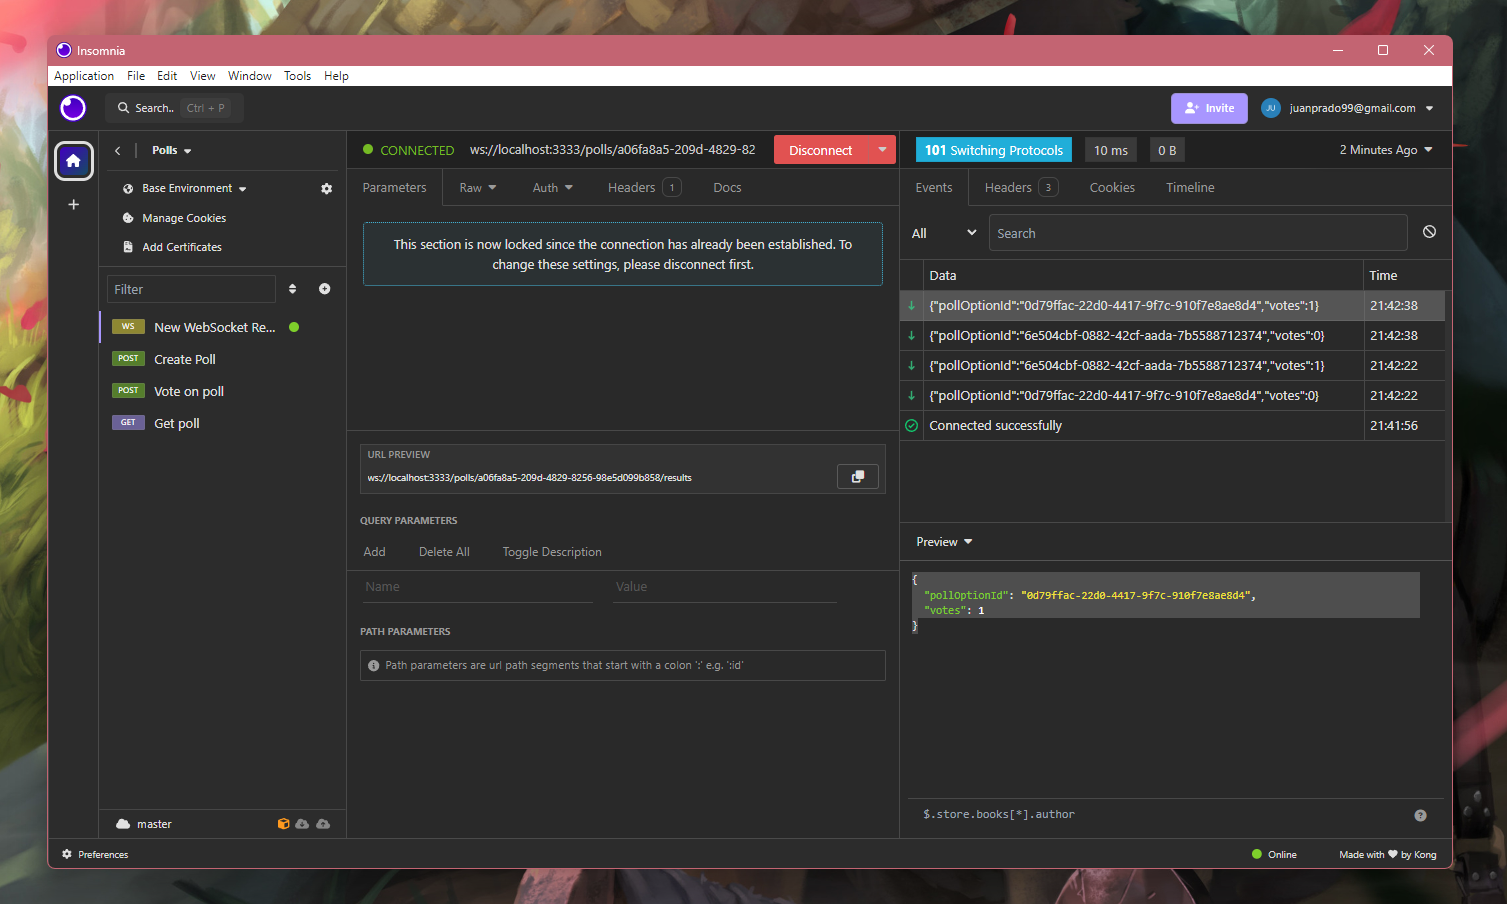 Insomnia
Application File Edit View Window Tools Help
Search.. Ctrl + P
Invite
JU
juanprado99@gmail.com
Polls
Base Environment
Manage Cookies
Add Certificates
Filter
WS New WebSocket Re...
POST Create Poll
POST Vote on poll
GET Get poll
master
CONNECTED ws://localhost:3333/polls/a06fa8a5-209d-4829-82
Disconnect
Parameters Raw Auth Headers 1 Docs
This section is now locked since the connection has already been established. To
change these settings, please disconnect first.
URL PREVIEW
ws://localhost:3333/polls/a06fa8a5-209d-4829-8256-98e5d099b858/results
QUERY PARAMETERS
Add Delete All Toggle Description
Name Value
PATH PARAMETERS
Path parameters are url path segments that start with a colon ':' e.g. ':id'
101 Switching Protocols 10 ms 0 B 2 Minutes Ago
Events Headers 3 Cookies Timeline
All Search
Data Time
{"pollOptionId":"0d79ffac-22d0-4417-9f7c-910f7e8ae8d4","votes":1} 21:42:38
{"pollOptionId":"6e504cbf-0882-42cf-aada-7b5588712374","votes":0} 21:42:38
{"pollOptionId":"6e504cbf-0882-42cf-aada-7b5588712374","votes":1} 21:42:22
{"pollOptionId":"0d79ffac-22d0-4417-9f7c-910f7e8ae8d4","votes":0} 21:42:22
Connected successfully 21:41:56
Preview
{
"pollOptionId": "0d79ffac-22d0-4417-9f7c-910f7e8ae8d4",
"votes": 1
}
$.store.books[*].author
Preferences
Online
Made with ♥ by Kong